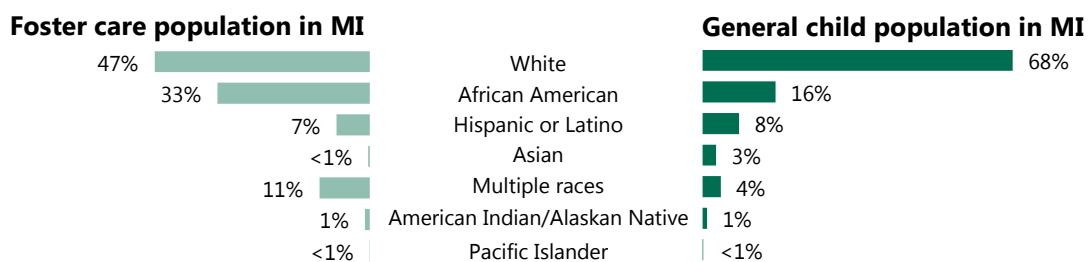 Foster care population in MI General child population in MI
47% White 68%
33% African American 16%
7% Hispanic or Latino 8%
<1% Asian 3%
11% Multiple races 4%
1% American Indian/Alaskan Native 1%
<1% Pacific Islander <1%